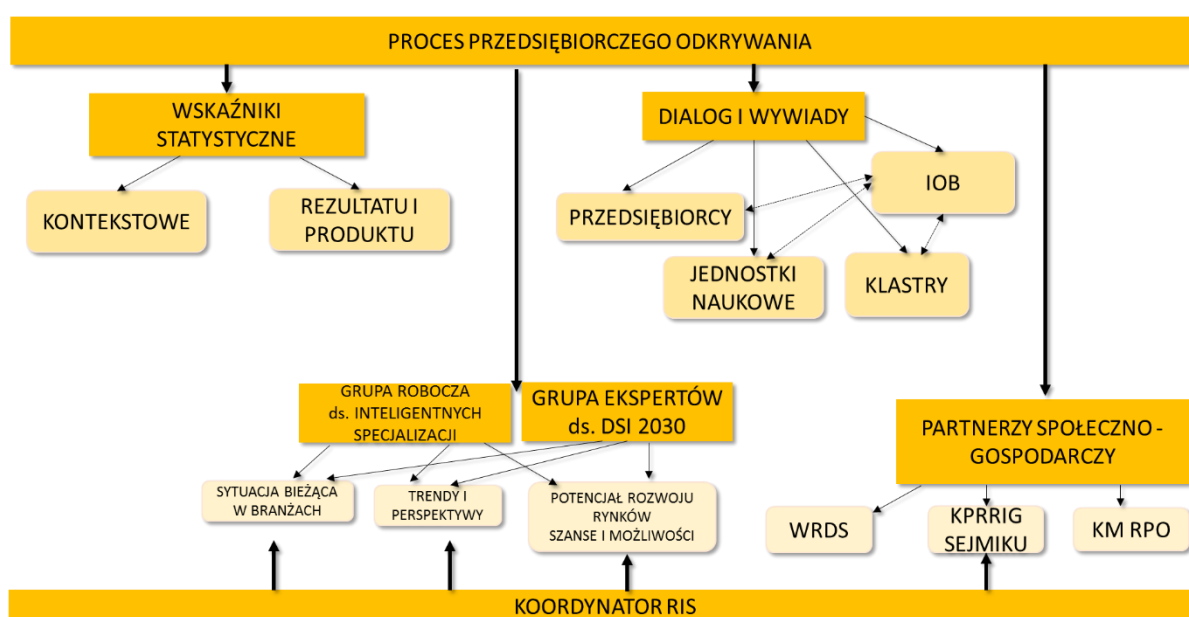 PROCES PRZEDSIĘBIORCZEGO ODKRYWANIA
WSKAŹNIKI
STATYSTYCZNE
DIALOG I WYWIADY
KONTEKSTOWE
REZULTATU I
PRODUKTU
PRZEDSIĘBIORCY
IOB
JEDNOSTKI
NAUKOWE
KLASTRY
GRUPA ROBOCZA
ds. INTELIGENTNYCH
SPECJALIZACJI
GRUPA EKSPERTÓW
ds. DSI 2030
PARTNERZY SPOŁECZNO -
GOSPODARCZY
SYTUACJA BIEŻĄCA
W BRANŻACH
TRENDY I
PERSPEKTYWY
POTENCJAŁ ROZWOJU
RYNKÓW
SZANSE I MOŻLIWOŚCI
WRDS
KPRRIG
SEJMIKU
KM RPO
KOORDYNATOR RIS